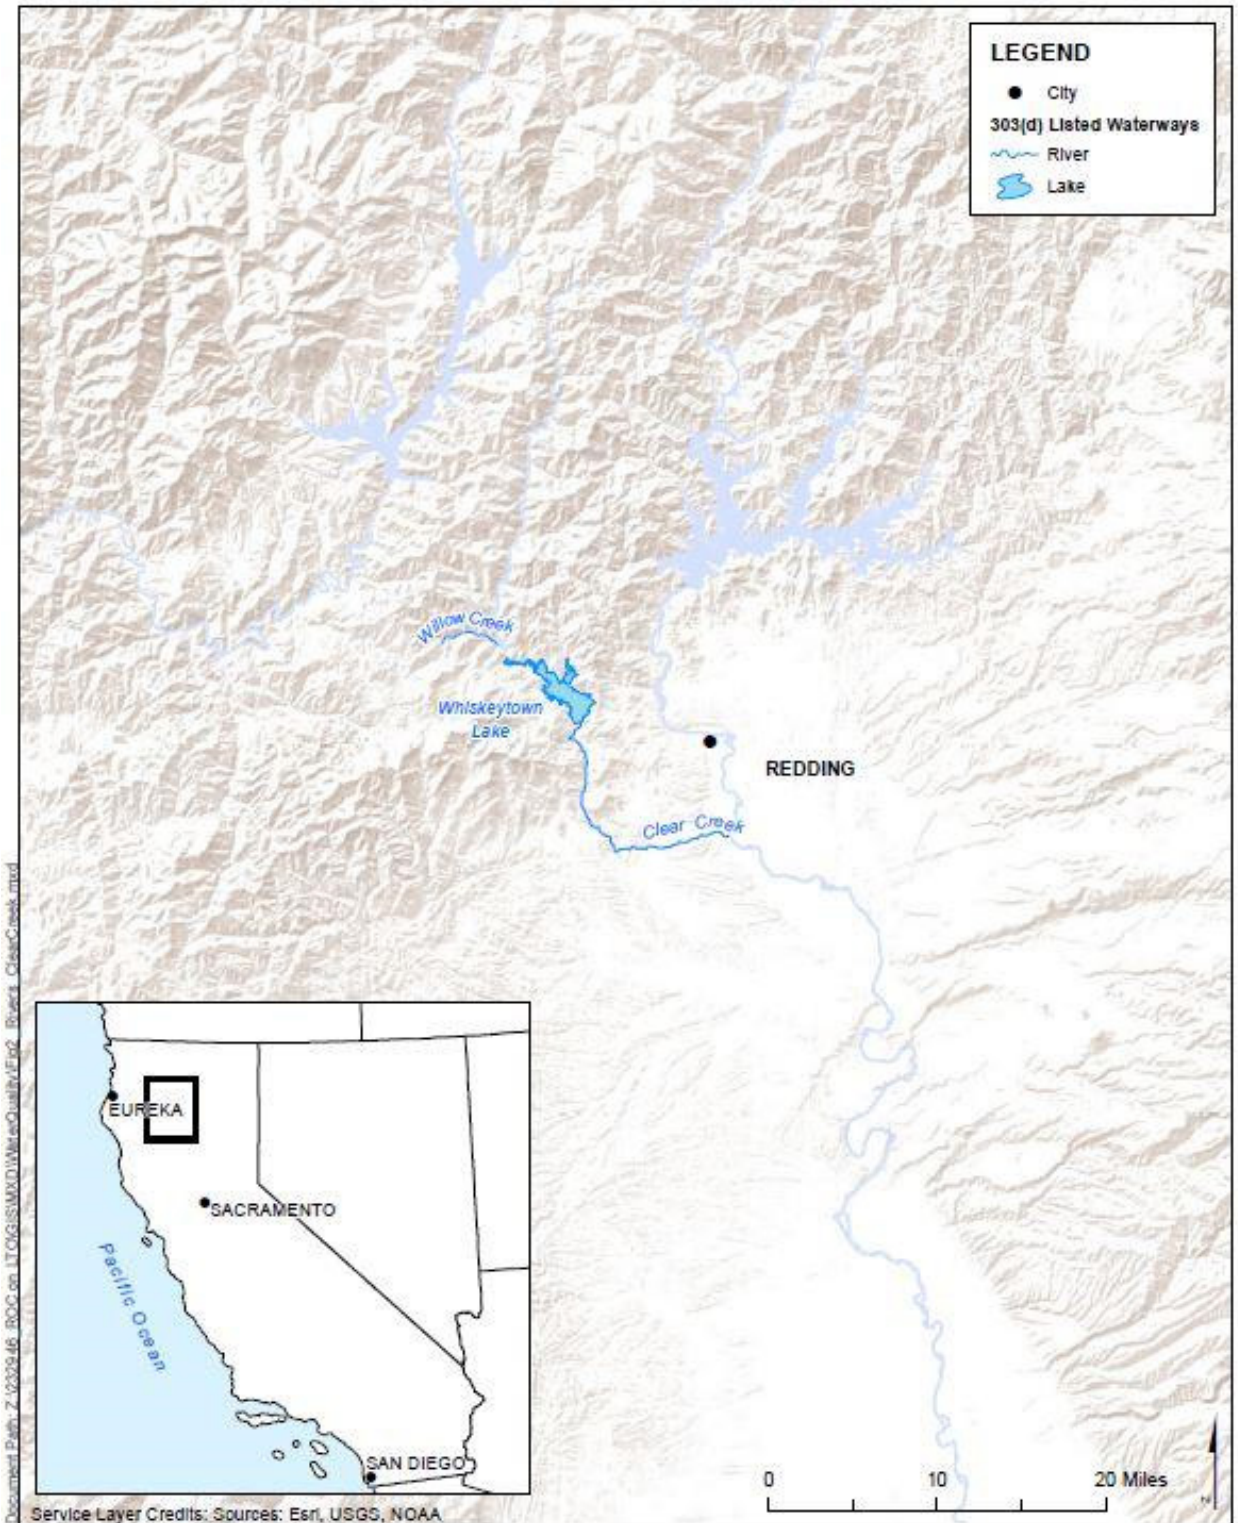 LEGEND
City
303(d) Listed Waterways
River
Lake
Willow Creek
Whiskeytown
Lake
REDDING
Clear Creek
EUREKA
SACRAMENTO
Pacific Ocean
SAN DIEGO
0 10 20 Miles
N
Service Layer Credits: Sources: Esri, USGS, NOAA